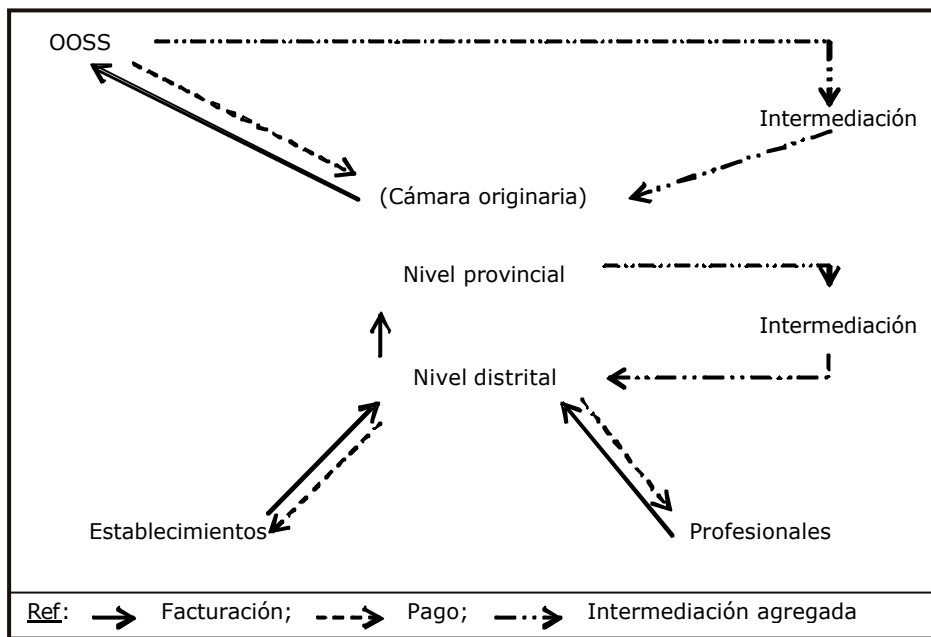 OOSS
Intermediación
(Cámara originaria)
Nivel provincial
Intermediación
Nivel distrital
Establecimientos
Profesionales
Ref: Facturación; Pago; Intermediación agregada